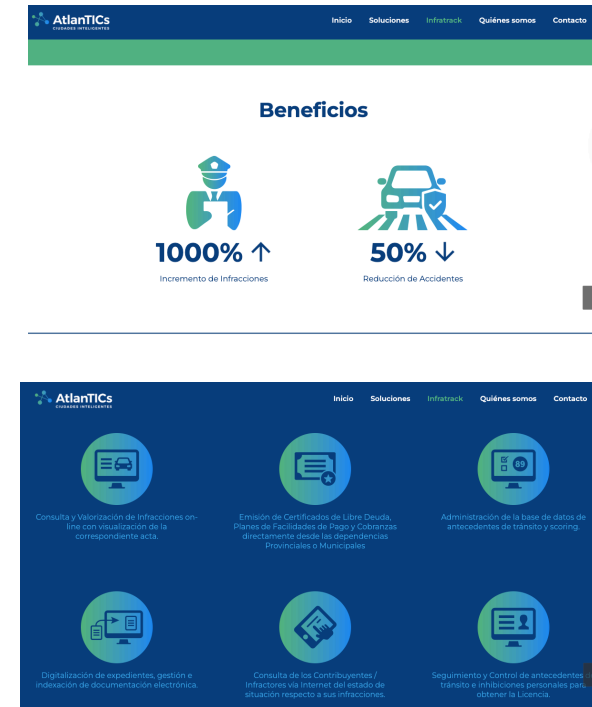 AtlanTICs
CIUDADES INTELIGENTES
Inicio Soluciones Infratrack Quiénes somos Contacto
Beneficios
1000% ↑
Incremento de Infracciones
50% ↓
Reducción de Accidentes
AtlanTICs
CIUDADES INTELIGENTES
Inicio Soluciones Infratrack Quiénes somos Contacto
Consulta y Valorización de Infracciones on-
line con visualización de la
correspondiente acta.
Emisión de Certificados de Libre Deuda,
Planes de Facilidades de Pago y Cobranzas
directamente desde las dependencias
Provinciales o Municipales
89
Administración de la base de datos de
antecedentes de tránsito y scoring.
Digitalización de expedientes, gestión e
indexación de documentación electrónica.
Consulta de los Contribuyentes /
Infractores vía Internet del estado de
situación respecto a sus infracciones.
Seguimiento y Control de antecedentes de
tránsito e inhibiciones personales para
obtener la Licencia.